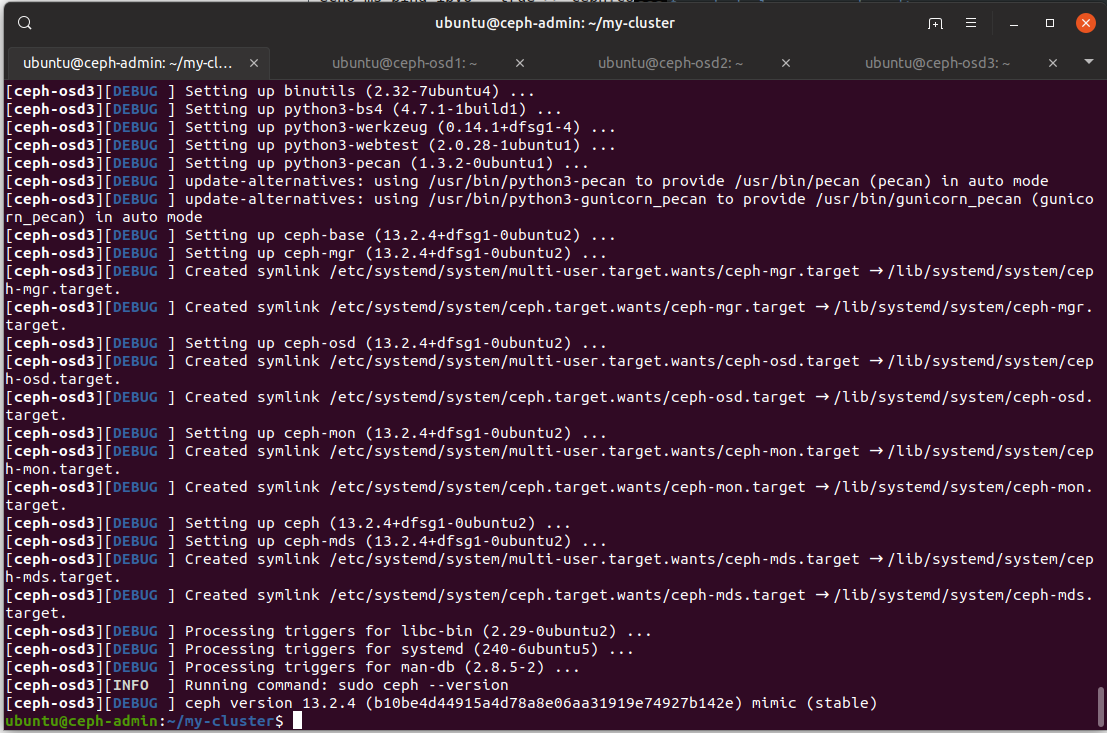 ubuntu@ceph-admin: ~/my-cluster
ubuntu@ceph-admin: ~/my-cl... × ubuntu@ceph-osd1: ~ × ubuntu@ceph-osd2: ~ × ubuntu@ceph-osd3: ~ ×
[ceph-osd3][DEBUG ] Setting up binutils (2.32-7ubuntu4) ...
[ceph-osd3][DEBUG ] Setting up python3-bs4 (4.7.1-1build1) ...
[ceph-osd3][DEBUG ] Setting up python3-werkzeug (0.14.1+dfsg1-4) ...
[ceph-osd3][DEBUG ] Setting up python3-webtest (2.0.28-1ubuntu1) ...
[ceph-osd3][DEBUG ] Setting up python3-pecan (1.3.2-0ubuntu1) ...
[ceph-osd3][DEBUG ] update-alternatives: using /usr/bin/python3-pecan to provide /usr/bin/pecan (pecan) in auto mode
[ceph-osd3][DEBUG ] update-alternatives: using /usr/bin/python3-gunicorn_pecan to provide /usr/bin/gunicorn_pecan (gunico
rn_pecan) in auto mode
[ceph-osd3][DEBUG ] Setting up ceph-base (13.2.4+dfsg1-0ubuntu2) ...
[ceph-osd3][DEBUG ] Setting up ceph-mgr (13.2.4+dfsg1-0ubuntu2) ...
[ceph-osd3][DEBUG ] Created symlink /etc/systemd/system/multi-user.target.wants/ceph-mgr.target → /lib/systemd/system/cep
h-mgr.target.
[ceph-osd3][DEBUG ] Created symlink /etc/systemd/system/ceph.target.wants/ceph-mgr.target → /lib/systemd/system/ceph-mgr.
target.
[ceph-osd3][DEBUG ] Setting up ceph-osd (13.2.4+dfsg1-0ubuntu2) ...
[ceph-osd3][DEBUG ] Created symlink /etc/systemd/system/multi-user.target.wants/ceph-osd.target → /lib/systemd/system/cep
h-osd.target.
[ceph-osd3][DEBUG ] Created symlink /etc/systemd/system/ceph.target.wants/ceph-osd.target → /lib/systemd/system/ceph-osd.
target.
[ceph-osd3][DEBUG ] Setting up ceph-mon (13.2.4+dfsg1-0ubuntu2) ...
[ceph-osd3][DEBUG ] Created symlink /etc/systemd/system/multi-user.target.wants/ceph-mon.target → /lib/systemd/system/cep
h-mon.target.
[ceph-osd3][DEBUG ] Created symlink /etc/systemd/system/ceph.target.wants/ceph-mon.target → /lib/systemd/system/ceph-mon.
target.
[ceph-osd3][DEBUG ] Setting up ceph (13.2.4+dfsg1-0ubuntu2) ...
[ceph-osd3][DEBUG ] Setting up ceph-mds (13.2.4+dfsg1-0ubuntu2) ...
[ceph-osd3][DEBUG ] Created symlink /etc/systemd/system/multi-user.target.wants/ceph-mds.target → /lib/systemd/system/cep
h-mds.target.
[ceph-osd3][DEBUG ] Created symlink /etc/systemd/system/ceph.target.wants/ceph-mds.target → /lib/systemd/system/ceph-mds.
target.
[ceph-osd3][DEBUG ] Processing triggers for libc-bin (2.29-0ubuntu2) ...
[ceph-osd3][DEBUG ] Processing triggers for systemd (240-6ubuntu5) ...
[ceph-osd3][DEBUG ] Processing triggers for man-db (2.8.5-2) ...
[ceph-osd3][INFO  ] Running command: sudo ceph --version
[ceph-osd3][DEBUG ] ceph version 13.2.4 (b10be4d44915a4d78a8e06aa31919e74927b142e) mimic (stable)
ubuntu@ceph-admin:~/my-cluster$